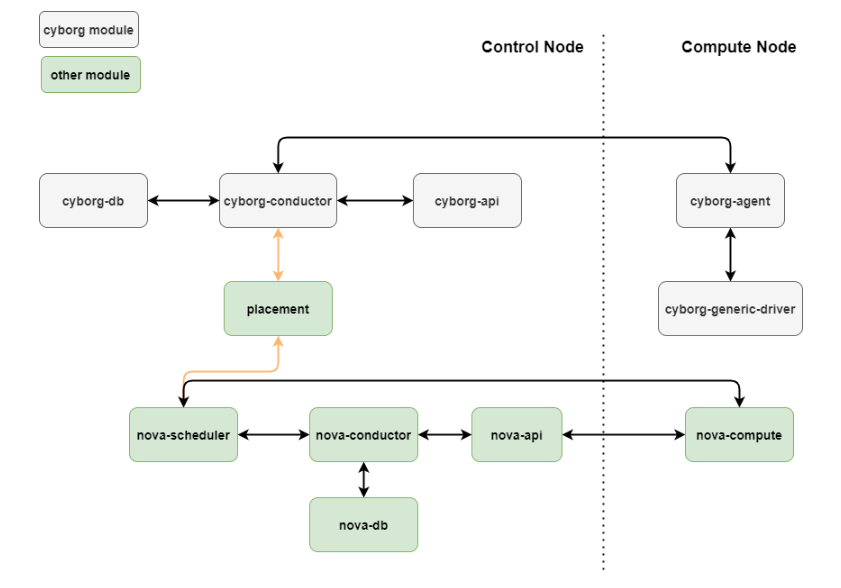 cyborg module
other module
Control Node
Compute Node
cyborg-db
cyborg-conductor
cyborg-api
cyborg-agent
placement
cyborg-generic-driver
nova-scheduler
nova-conductor
nova-api
nova-compute
nova-db